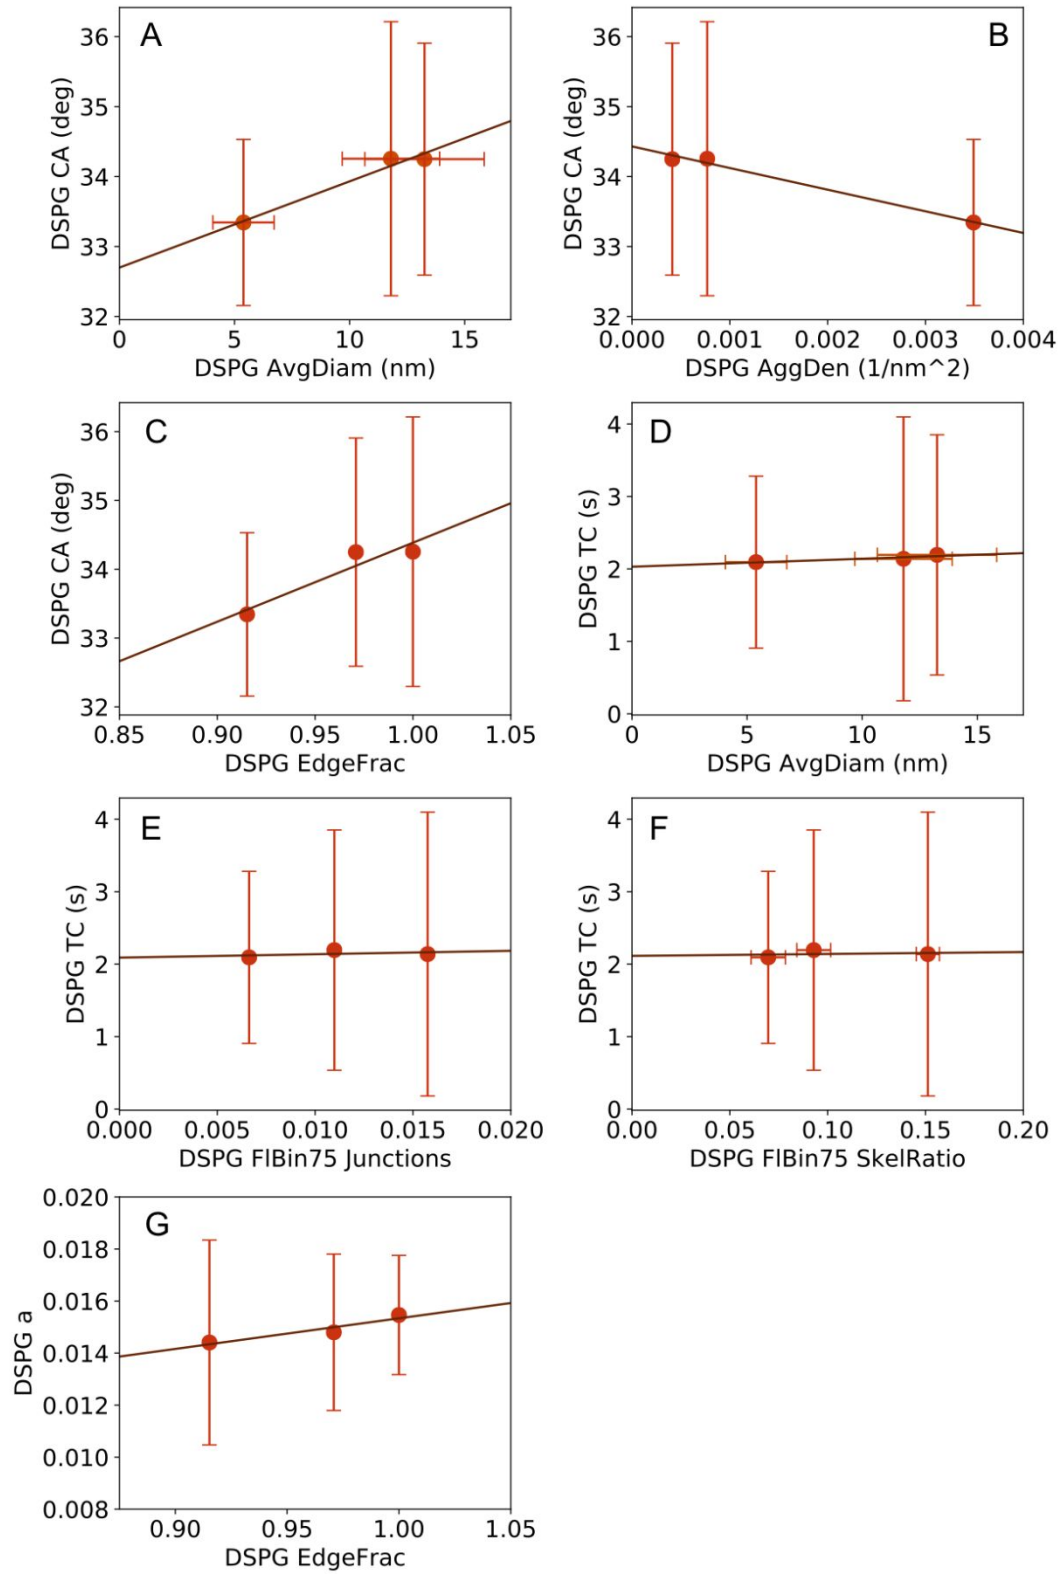 A
36
35
34
33
32
DSPG CA (deg)
0 5 10 15
DSPG AvgDiam (nm)
B
36
35
34
33
32
DSPG CA (deg)
0.000 0.001 0.002 0.003 0.004
DSPG AggDen (1/nm^2)
C
36
35
34
33
32
DSPG CA (deg)
0.85 0.90 0.95 1.00 1.05
DSPG EdgeFrac
D
4
3
2
1
0
DSPG TC (s)
0 5 10 15
DSPG AvgDiam (nm)
E
4
3
2
1
0
DSPG TC (s)
0.000 0.005 0.010 0.015 0.020
DSPG FlBin75 Junctions
F
4
3
2
1
0
DSPG TC (s)
0.00 0.05 0.10 0.15 0.20
DSPG FlBin75 SkelRatio
G
0.020
0.018
0.016
0.014
0.012
0.010
0.008
DSPG a
0.90 0.95 1.00 1.05
DSPG EdgeFrac